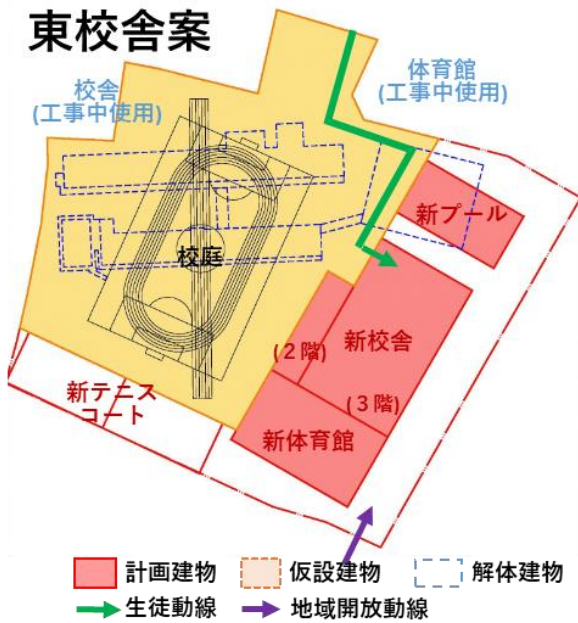 東校舎案
校舎
(工事中使用)
体育館
(工事中使用)
新プール
校庭
新校舎
(2階)
(3階)
新テニス
コート
新体育館
計画建物
仮設建物
解体建物
生徒動線
地域開放動線